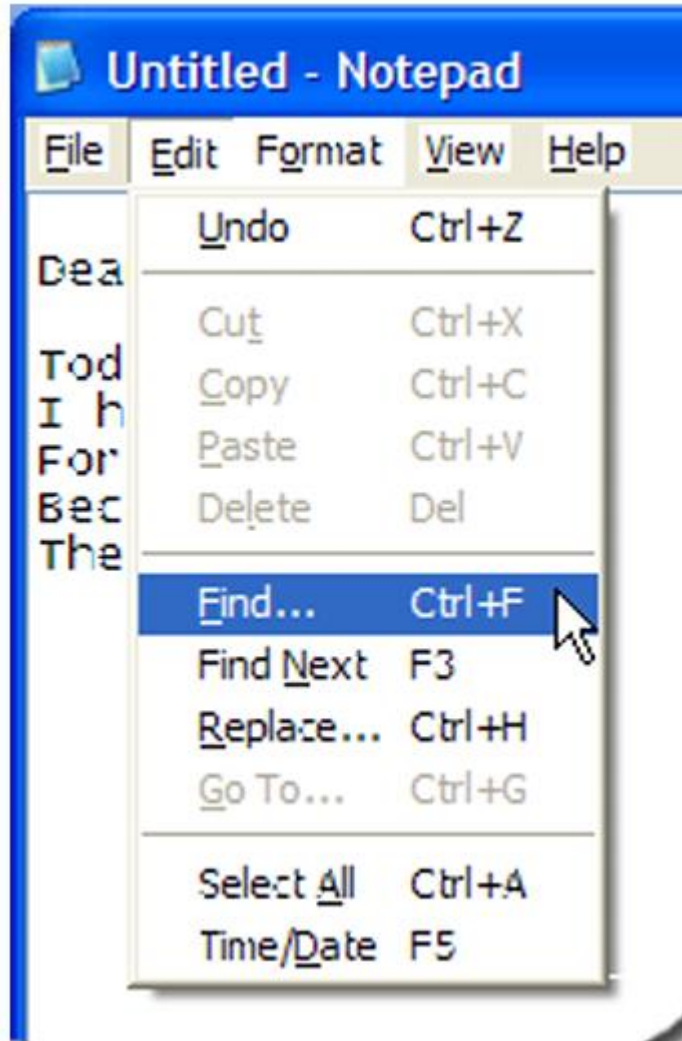 Untitled - Notepad
File Edit Format View Help
Undo Ctrl+Z
Dea
Cut Ctrl+X
Tod
Copy Ctrl+C
I h
For
Paste Ctrl+V
Bec
Delete Del
The
Find... Ctrl+F
Find Next F3
Replace... Ctrl+H
Go To... Ctrl+G
Select All Ctrl+A
Time/Date F5